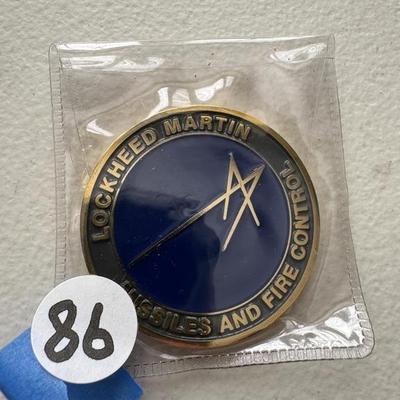 LOCKHEED MARTIN
MISSILES AND FIRE CONTROL
86